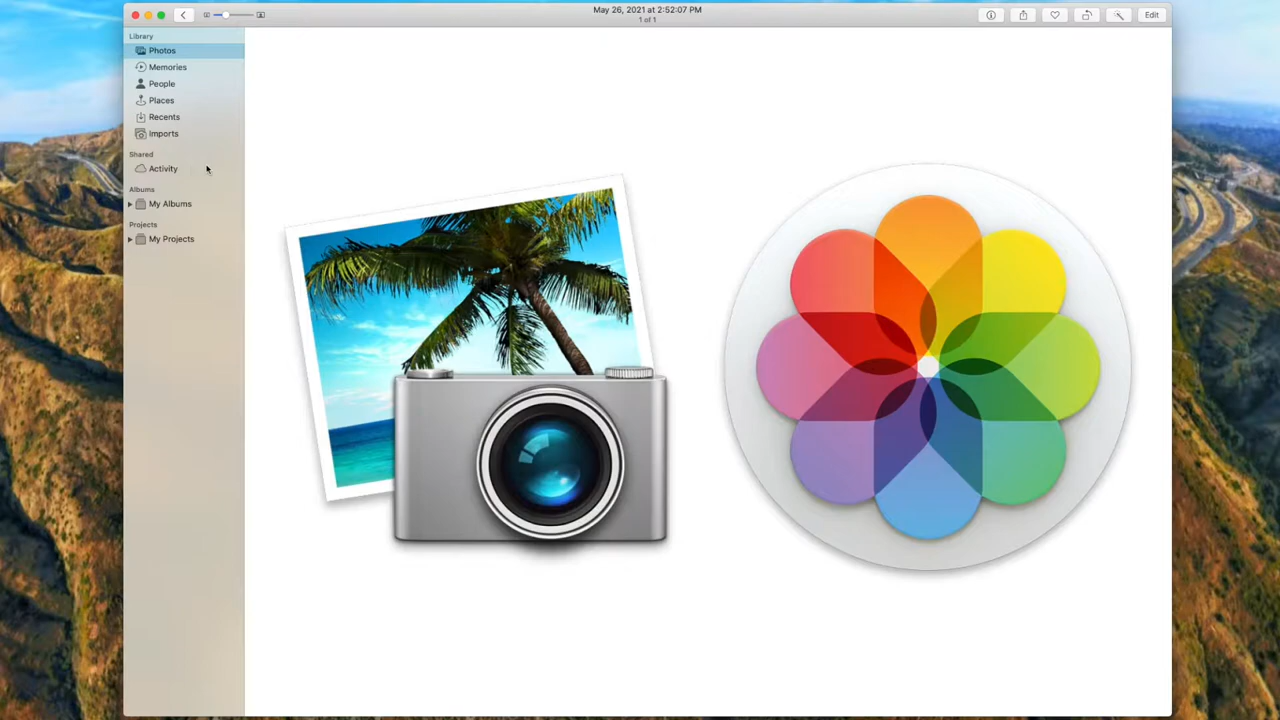 May 26, 2021 at 2:52:07 PM
1 of 1
Edit
Library
Photos
Memories
People
Places
Recents
Imports
Shared
Activity
Albums
My Albums
Projects
My Projects